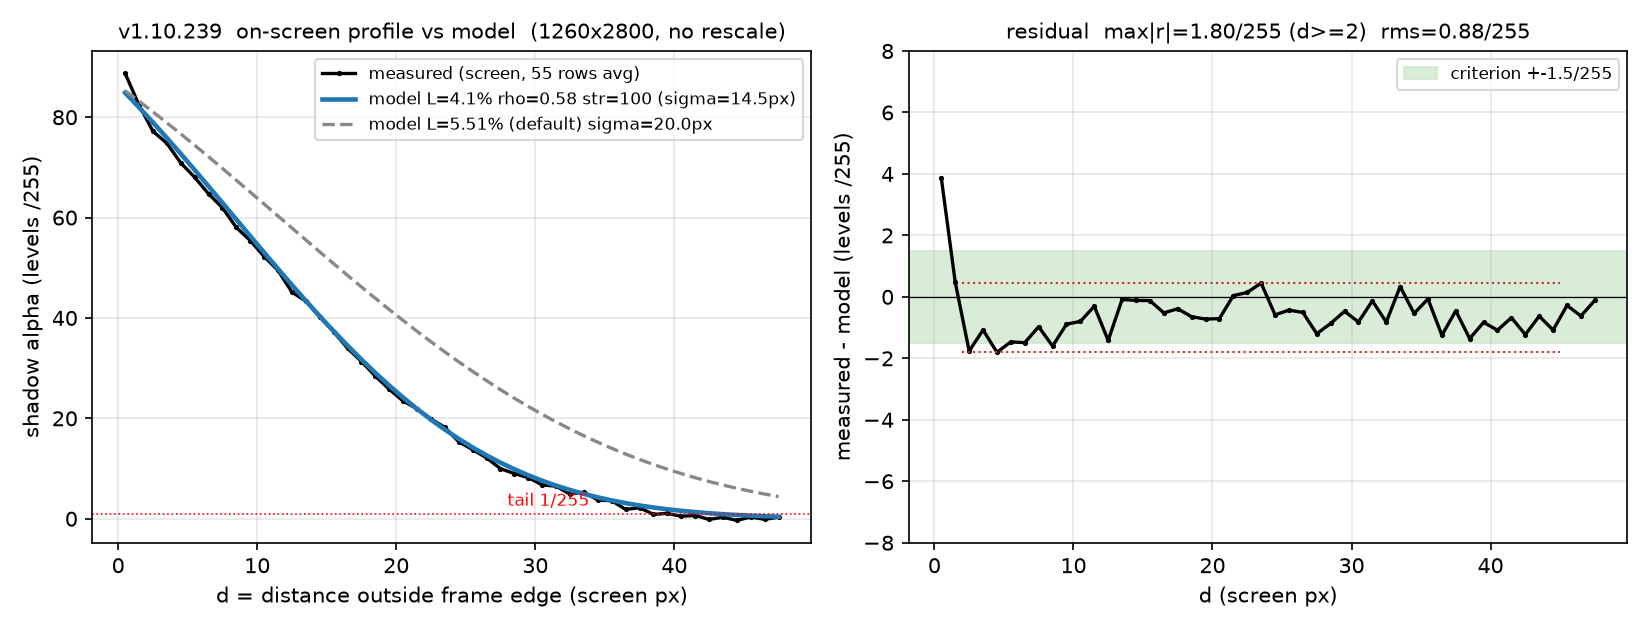 v1.10.239  on-screen profile vs model  (1260x2800, no rescale)
measured (screen, 55 rows avg)
model L=4.1% rho=0.58 str=100 (sigma=14.5px)
model L=5.51% (default) sigma=20.0px
shadow alpha (levels /255)
80
60
40
20
0
tail 1/255
0 10 20 30 40
d = distance outside frame edge (screen px)
residual  max|r|=1.80/255 (d>=2)  rms=0.88/255
criterion +-1.5/255
measured - model (levels /255)
8
6
4
2
0
−2
−4
−6
−8
0 10 20 30 40
d (screen px)